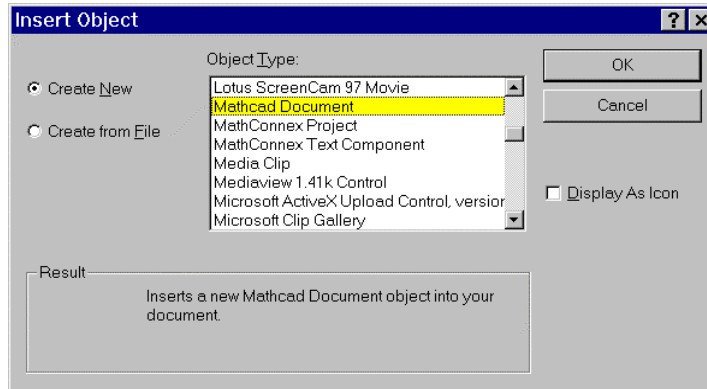 Insert Object
Object Type:
Create New
Create from File
Lotus ScreenCam 97 Movie
Mathcad Document
MathConnex Project
MathConnex Text Component
Media Clip
Mediaview 1.41k Control
Microsoft ActiveX Upload Control, version
Microsoft Clip Gallery
OK
Cancel
Display As Icon
Result
Inserts a new Mathcad Document object into your
document.